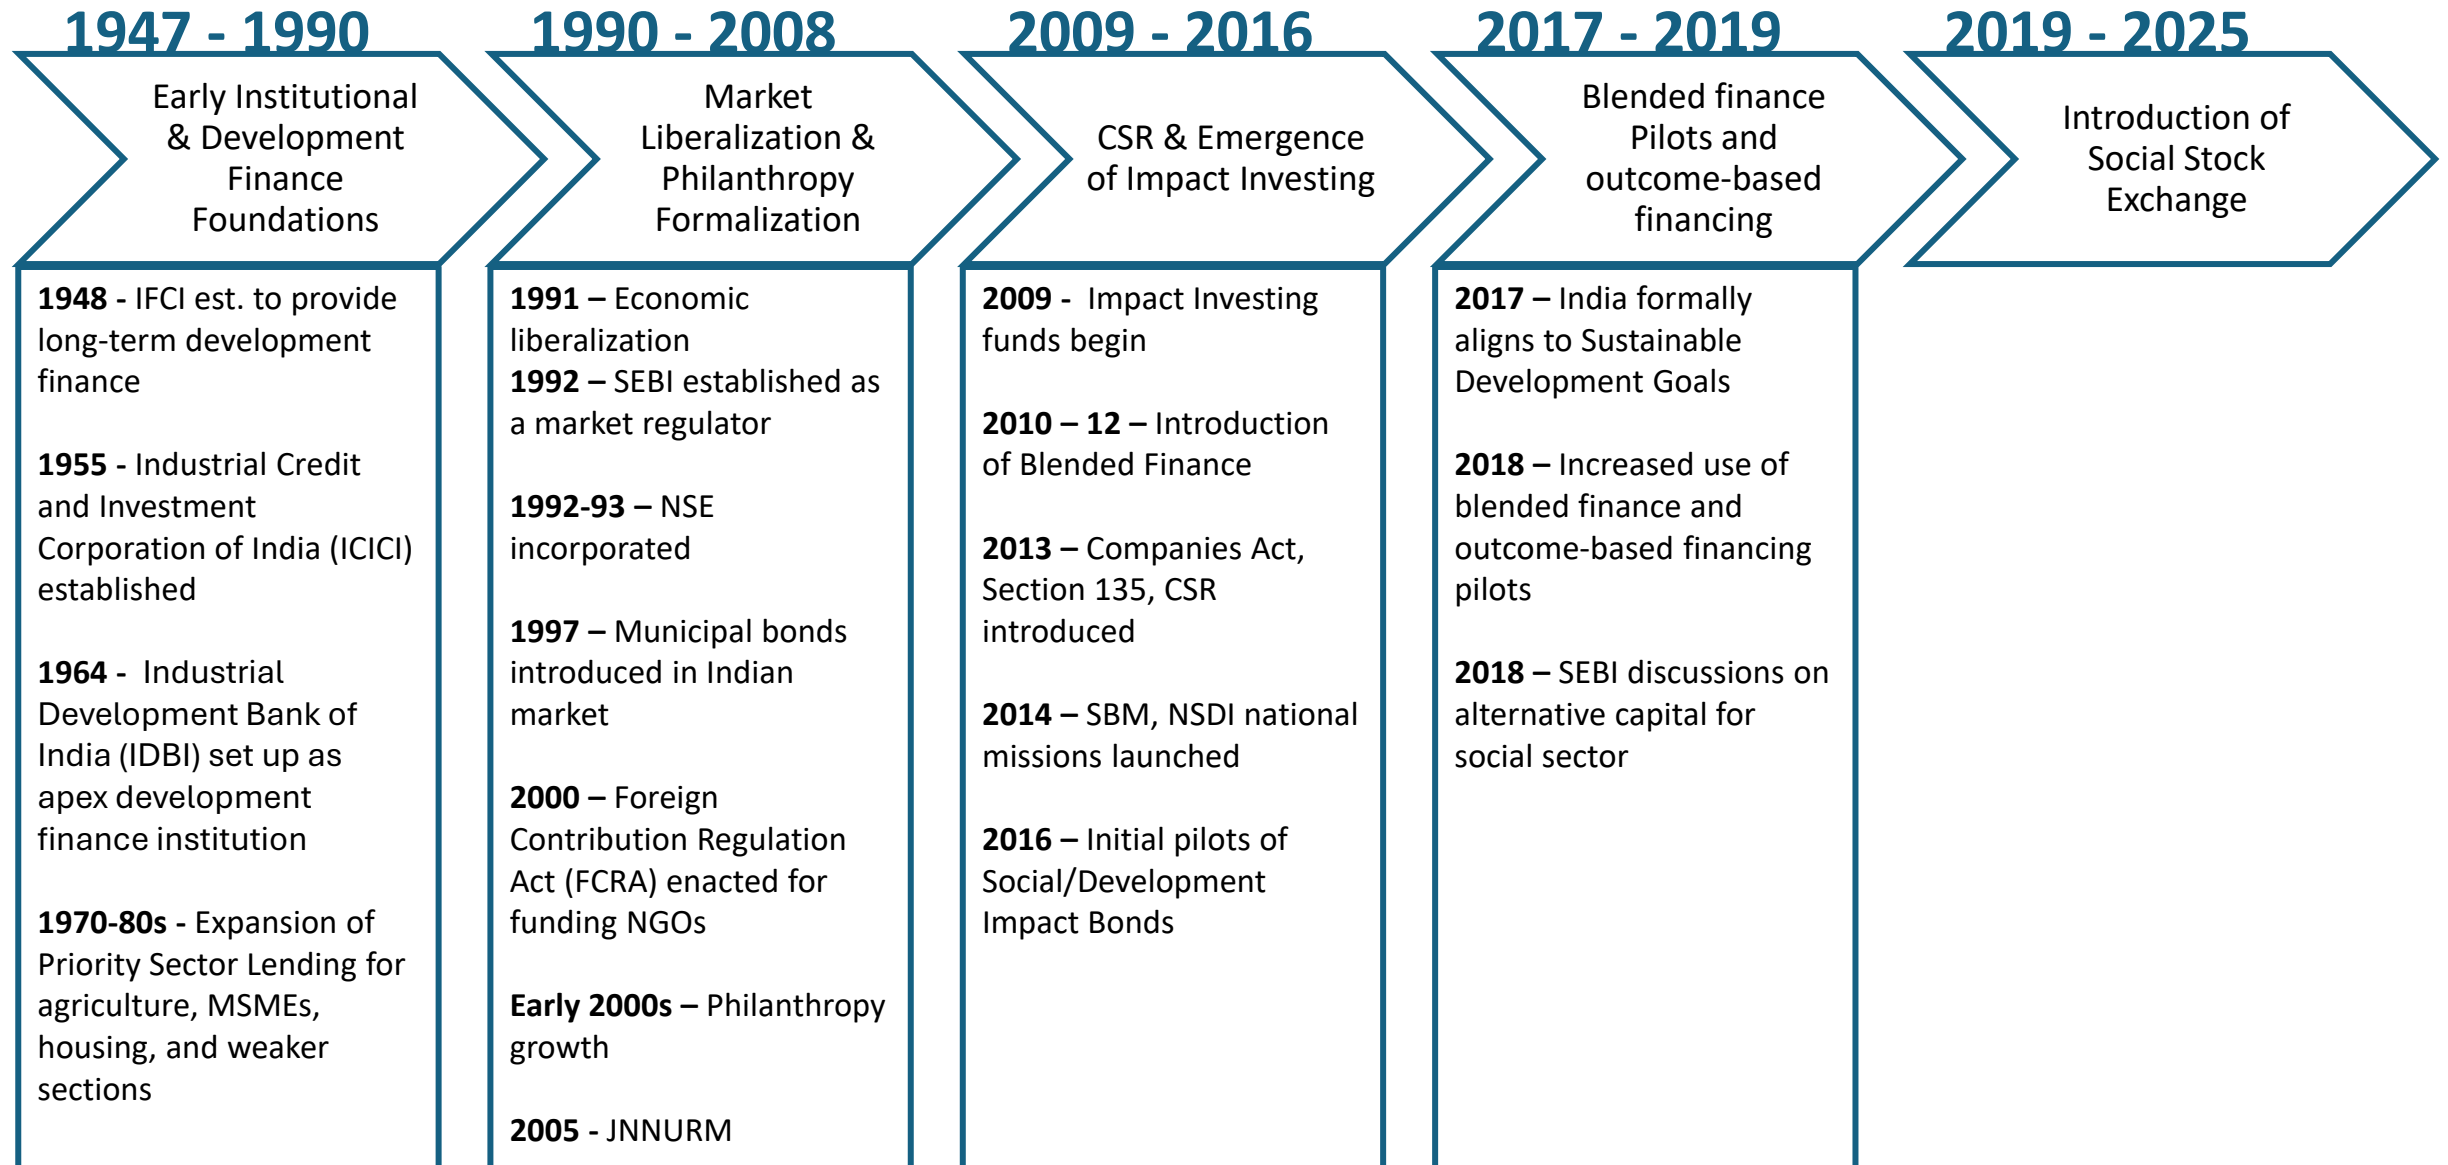 1947 - 1990
Early Institutional
& Development
Finance
Foundations
1948 - IFCI est. to provide
long-term development
finance
1955 - Industrial Credit
and Investment
Corporation of India (ICICI)
established
1964 - Industrial
Development Bank of
India (IDBI) set up as
apex development
finance institution
1970-80s - Expansion of
Priority Sector Lending for
agriculture, MSMEs,
housing, and weaker
sections
1990 - 2008
Market
Liberalization &
Philanthropy
Formalization
1991 – Economic
liberalization
1992 – SEBI established as
a market regulator
1992-93 – NSE
incorporated
1997 – Municipal bonds
introduced in Indian
market
2000 – Foreign
Contribution Regulation
Act (FCRA) enacted for
funding NGOs
Early 2000s – Philanthropy
growth
2005 - JNNURM
2009 - 2016
CSR & Emergence
of Impact Investing
2009 - Impact Investing
funds begin
2010 – 12 – Introduction
of Blended Finance
2013 – Companies Act,
Section 135, CSR
introduced
2014 – SBM, NSDI national
missions launched
2016 – Initial pilots of
Social/Development
Impact Bonds
2017 - 2019
Blended finance
Pilots and
outcome-based
financing
2017 – India formally
aligns to Sustainable
Development Goals
2018 – Increased use of
blended finance and
outcome-based financing
pilots
2018 – SEBI discussions on
alternative capital for
social sector
2019 - 2025
Introduction of
Social Stock
Exchange